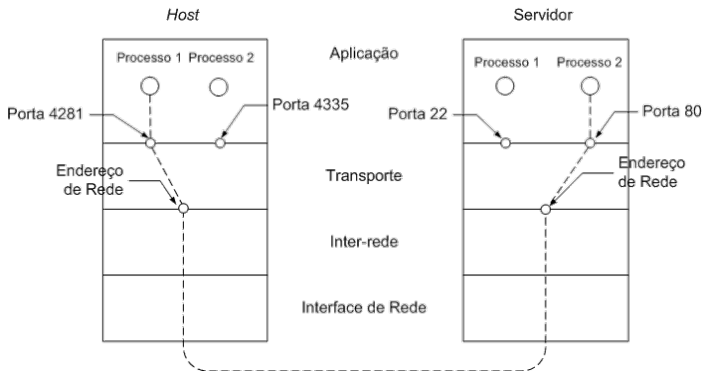 Host
Servidor
Aplicação
Processo 1
Processo 2
Processo 1
Processo 2
Porta 4281
Porta 4335
Porta 22
Porta 80
Endereço
de Rede
Transporte
Endereço
de Rede
Inter-rede
Interface de Rede